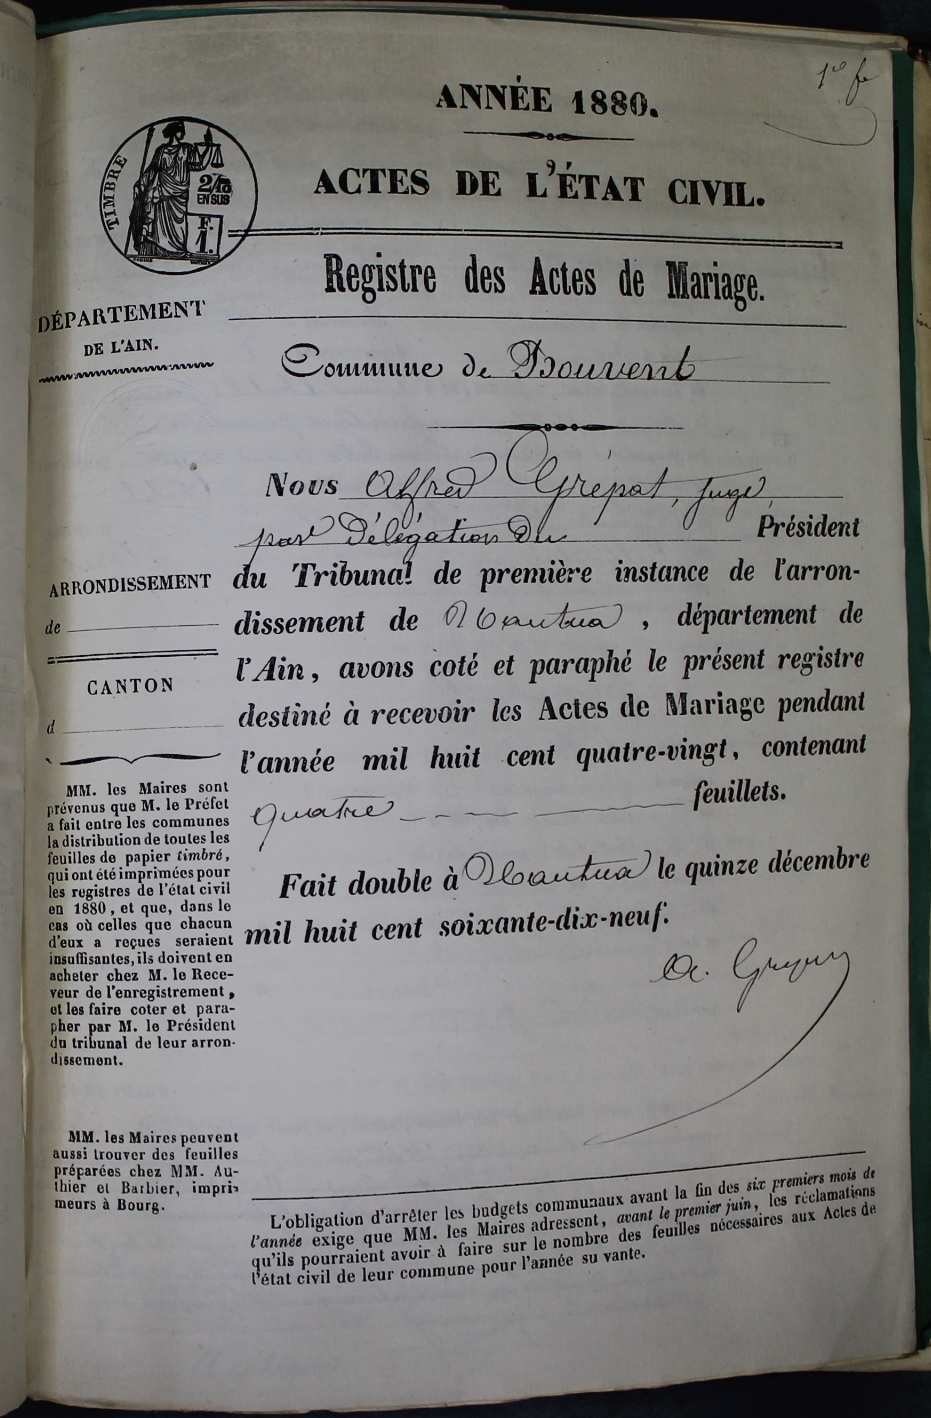 1er f
ANNÉE 1880.
ACTES DE L'ÉTAT CIVIL.
TIMBRE
2/10
EN SUS
F.
1.
Registre des Actes de Mariage.
DÉPARTEMENT
DE L'AIN.
Commune de Bouvent
Nous Alfred Grépat, juge
par Délégation du Président
du Tribunal de première instance de l'arron-
dissement de Nantua, département de
l'Ain, avons coté et paraphé le présent registre
destiné à recevoir les Actes de Mariage pendant
l'année mil huit cent quatre-vingt, contenant
quatre feuillets.
Fait double à Nantua le quinze décembre
mil huit cent soixante-dix-neuf.
ARRONDISSEMENT
de
CANTON
d
MM. les Maires sont
prévenus que M. le Préfet
a fait entre les communes
la distribution de toutes les
feuilles de papier timbré,
qui ont été imprimées pour
les registres de l'état civil
en 1880, et que, dans le
cas où celles que chacun
d'eux a reçues seraient
insuffisantes, ils doivent en
acheter chez M. le Rece-
veur de l'enregistrement,
et les faire coter et para-
pher par M. le Président
du tribunal de leur arron-
dissement.
MM. les Maires peuvent
aussi trouver des feuilles
préparées chez MM. Au-
thier et Barbier, impri-
meurs à Bourg.
L'obligation d'arrêter les budgets communaux avant la fin des six premiers mois de
l'année exige que MM. les Maires adressent, avant le premier juin, les réclamations
qu'ils pourraient avoir à faire sur le nombre des feuilles nécessaires aux Actes de
l'état civil de leur commune pour l'année su vante.